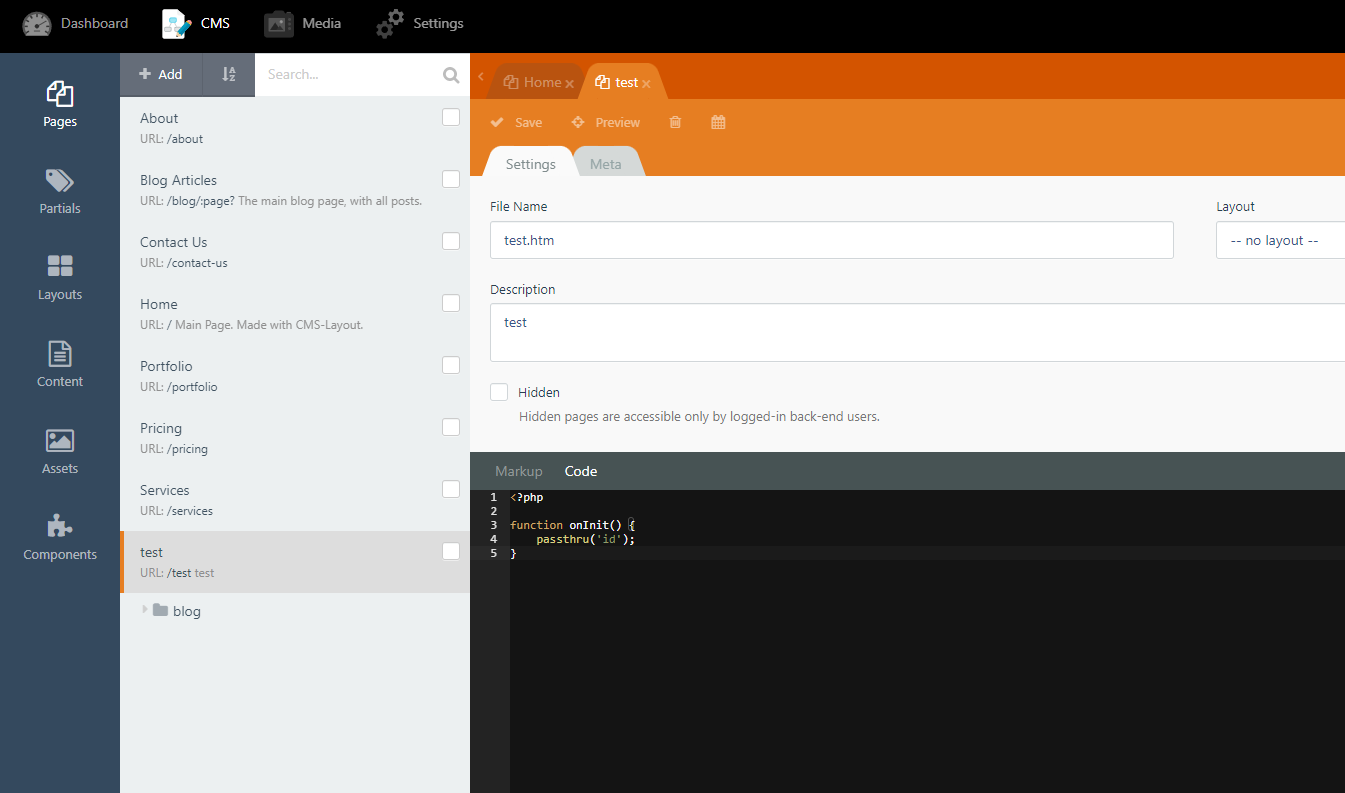 Dashboard CMS Media Settings
Pages
Partials
Layouts
Content
Assets
Components
Add
Search...
About
URL: /about
Blog Articles
URL: /blog/:page? The main blog page, with all posts.
Contact Us
URL: /contact-us
Home
URL: / Main Page. Made with CMS-Layout.
Portfolio
URL: /portfolio
Pricing
URL: /pricing
Services
URL: /services
test
URL: /test test
blog
Home test
Save Preview
Settings Meta
File Name
test.htm
Layout
-- no layout --
Description
test
Hidden
Hidden pages are accessible only by logged-in back-end users.
Markup Code
1 <?php
2
3 function onInit() {
4     passthru('id');
5 }